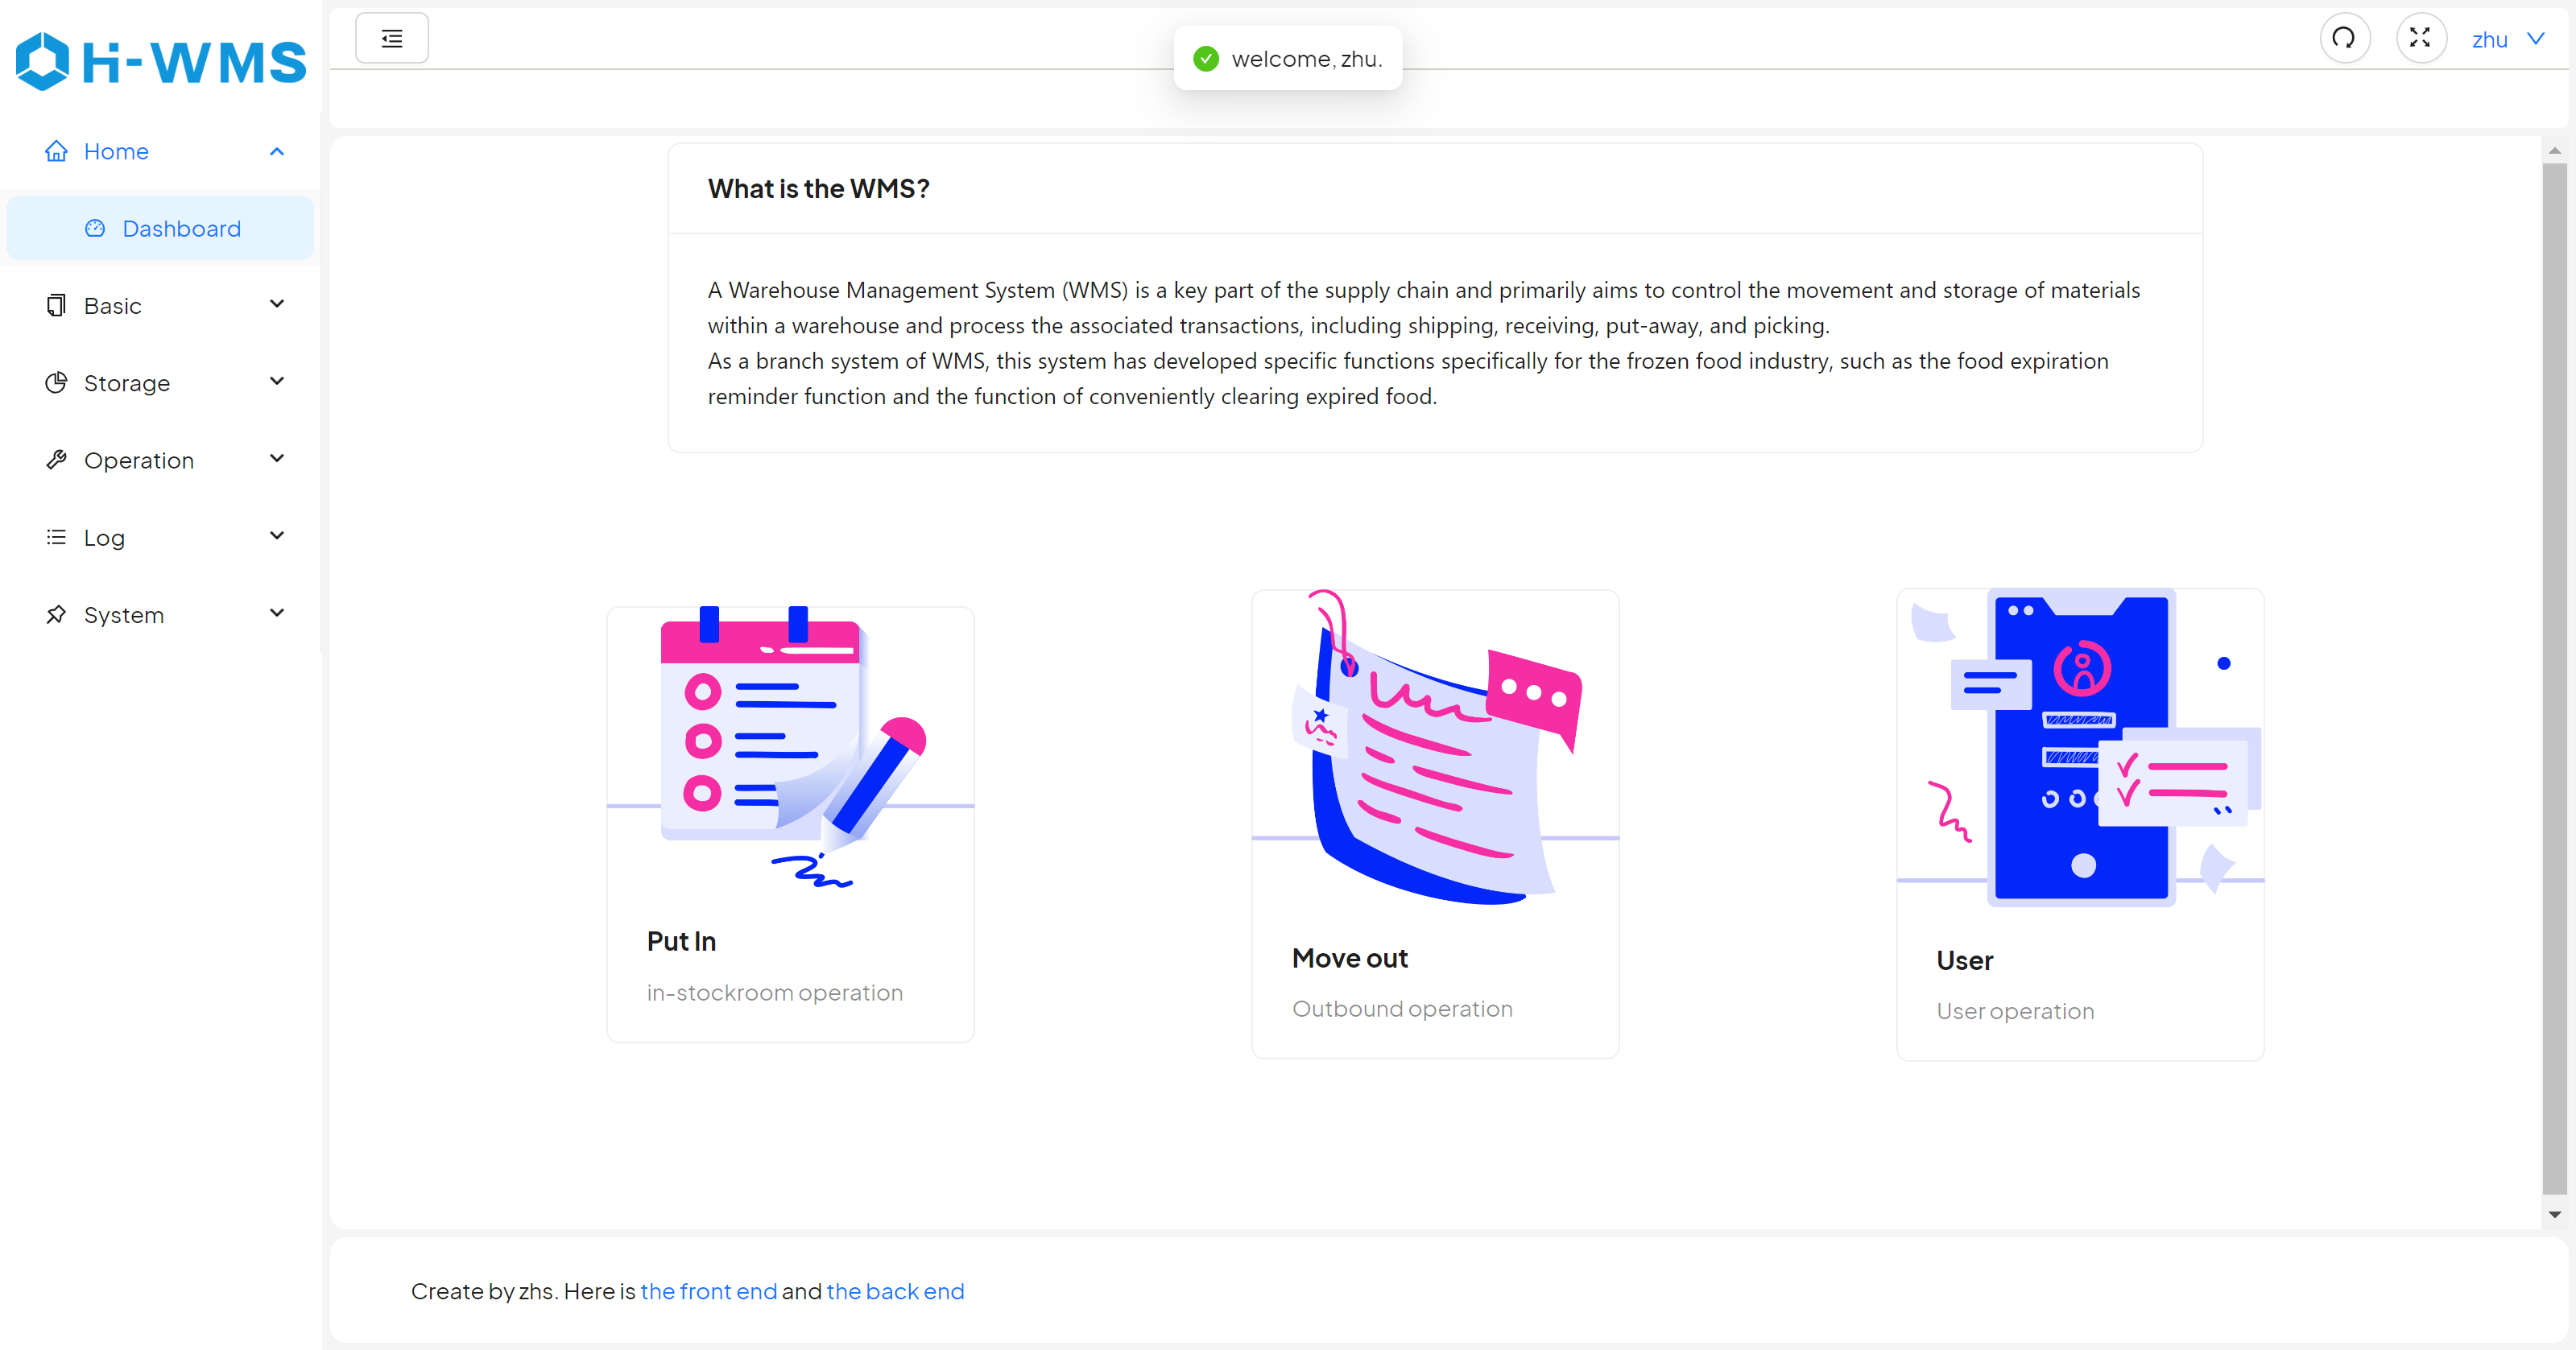 Hi-WMS
welcome, zhu.
zhu
Home
Dashboard
Basic
Storage
Operation
Log
System
What is the WMS?
A Warehouse Management System (WMS) is a key part of the supply chain and primarily aims to control the movement and storage of materials
within a warehouse and process the associated transactions, including shipping, receiving, put-away, and picking.
As a branch system of WMS, this system has developed specific functions specifically for the frozen food industry, such as the food expiration
reminder function and the function of conveniently clearing expired food.
Put In
in-stockroom operation
Move out
Outbound operation
User
User operation
Create by zhs. Here is the front end and the back end